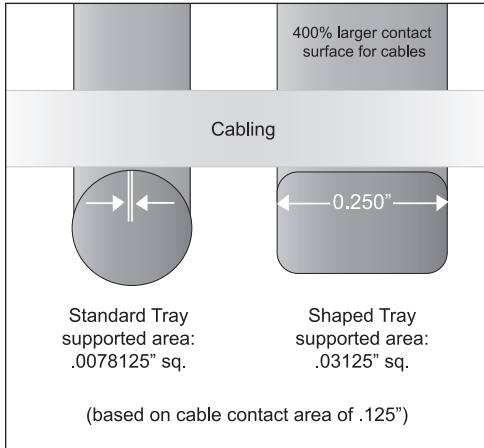 400% larger contact
surface for cables
Cabling
0.250”
Standard Tray
supported area:
.0078125” sq.
Shaped Tray
supported area:
.03125” sq.
(based on cable contact area of .125”)